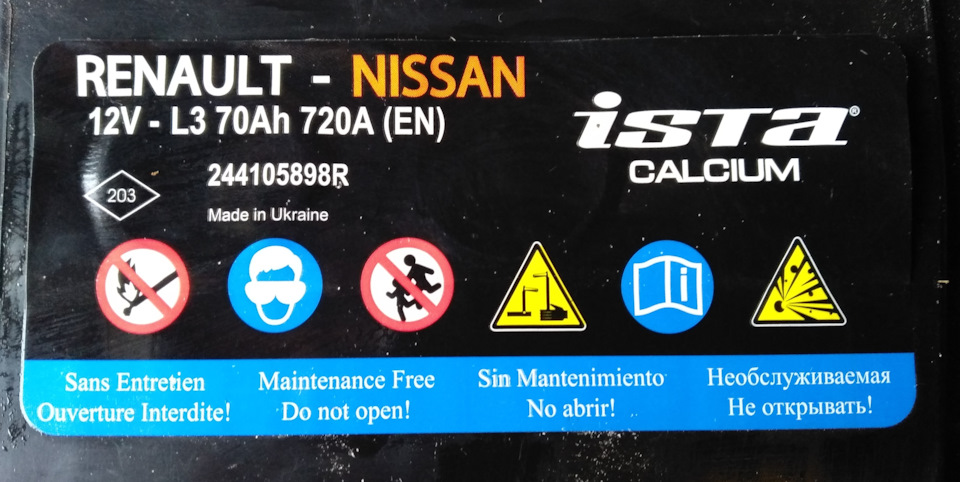 RENAULT - NISSAN
12V - L3 70Ah 720A (EN)
ista®
CALCIUM
203
244105898R
Made in Ukraine
i
Sans Entretien
Ouverture Interdite!
Maintenance Free
Do not open!
Sin Mantenimiento
No abrir!
Необслуживаемая
Не открывать!